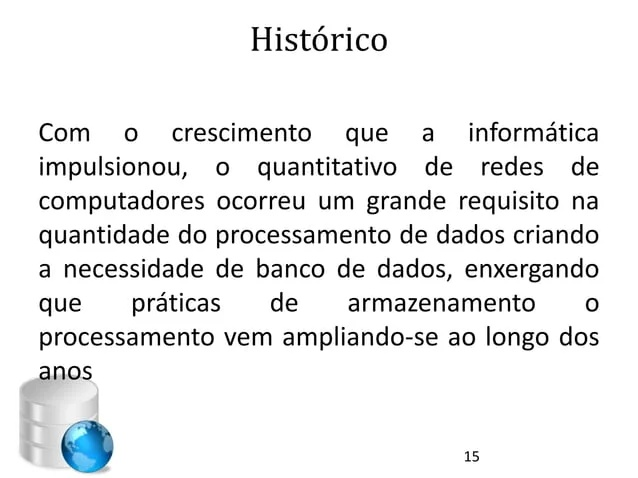 Histórico
Com o crescimento que a informática
impulsionou, o quantitativo de redes de
computadores ocorreu um grande requisito na
quantidade do processamento de dados criando
a necessidade de banco de dados, enxergando
que práticas de armazenamento o
processamento vem ampliando-se ao longo dos
anos
15